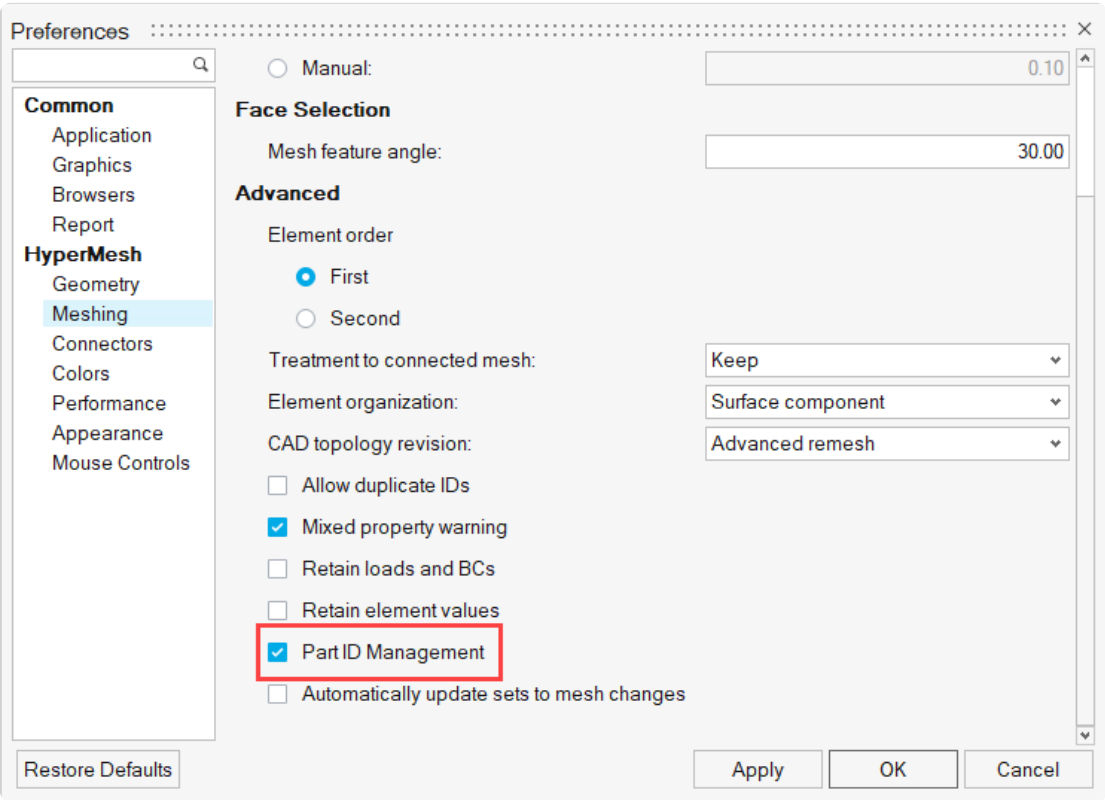 Preferences
Common
Application
Graphics
Browsers
Report
HyperMesh
Geometry
Meshing
Connectors
Colors
Performance
Appearance
Mouse Controls
Manual: 0.10
Face Selection
Mesh feature angle: 30.00
Advanced
Element order
First
Second
Treatment to connected mesh: Keep
Element organization: Surface component
CAD topology revision: Advanced remesh
Allow duplicate IDs
Mixed property warning
Retain loads and BCs
Retain element values
Part ID Management
Automatically update sets to mesh changes
Restore Defaults Apply OK Cancel